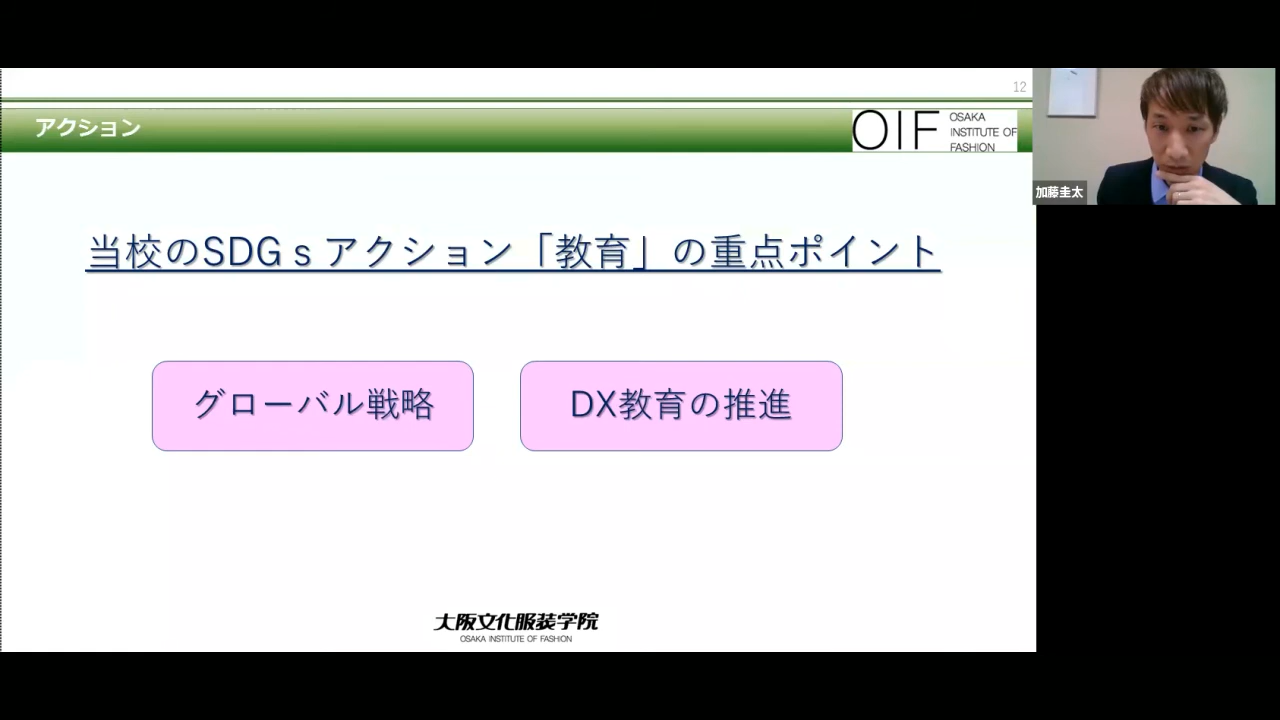 12
アクション
OIF
OSAKA
INSTITUTE OF
FASHION
加藤圭太
当校のSDGｓアクション「教育」の重点ポイント
グローバル戦略
DX教育の推進
大阪文化服装学院
OSAKA INSTITUTE OF FASHION